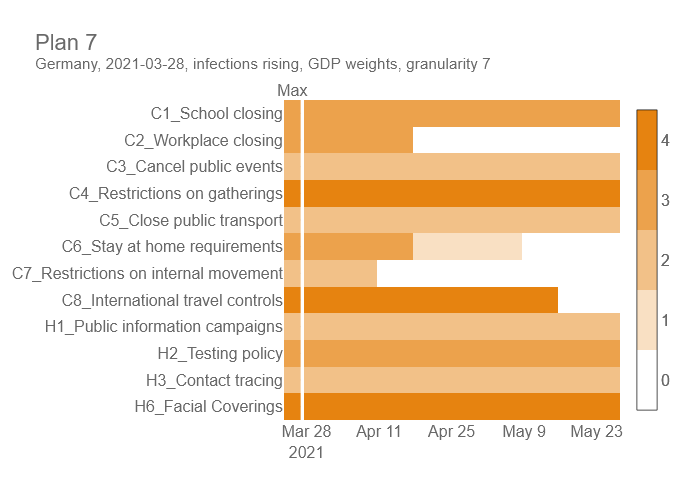 Plan 7
Germany, 2021-03-28, infections rising, GDP weights, granularity 7
Max
C1_School closing
C2_Workplace closing
C3_Cancel public events
C4_Restrictions on gatherings
C5_Close public transport
C6_Stay at home requirements
C7_Restrictions on internal movement
C8_International travel controls
H1_Public information campaigns
H2_Testing policy
H3_Contact tracing
H6_Facial Coverings
Mar 28 Apr 11 Apr 25 May 9 May 23
2021
4
3
2
1
0